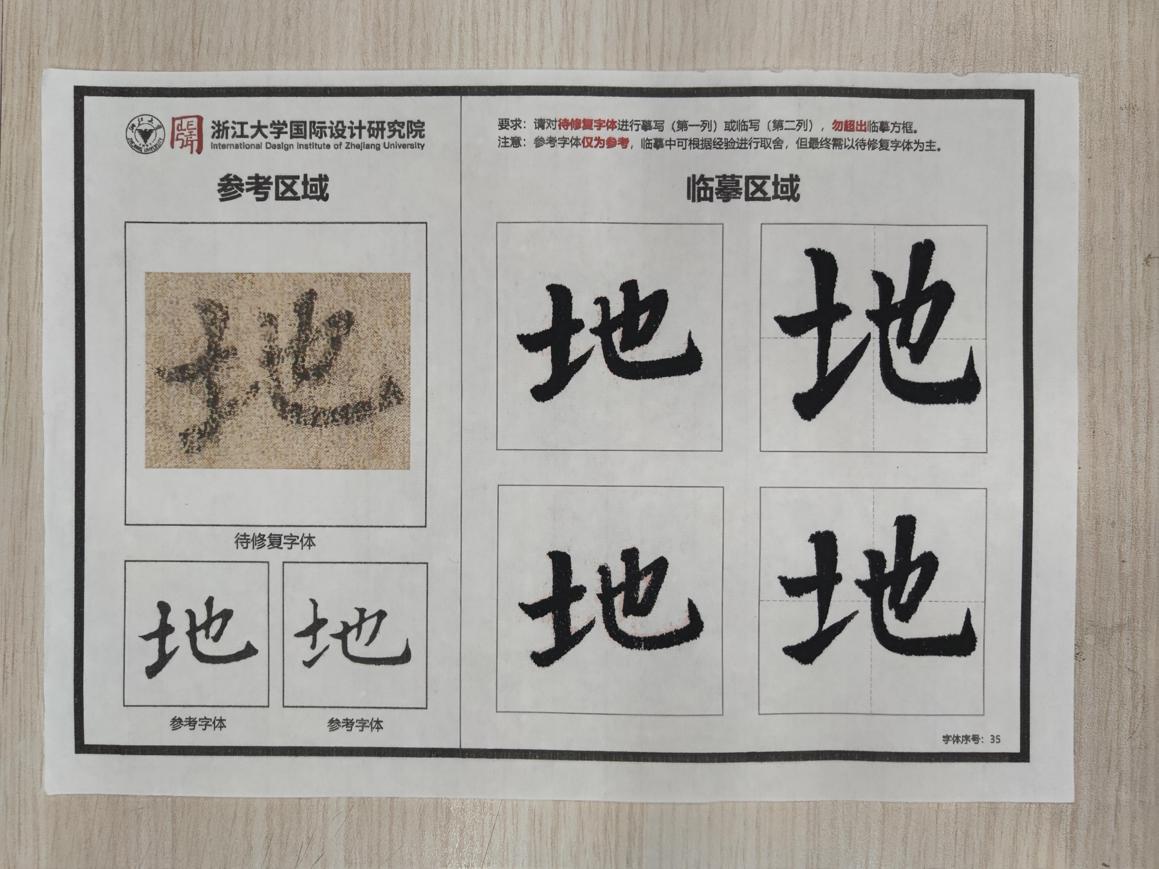 浙江大学国际设计研究院
International Design Institute of Zhejiang University
参考区域
地
待修复字体
地 地
参考字体 参考字体
要求：请对待修复字体进行摹写（第一列）或临写（第二列），勿超出临摹方框。
注意：参考字体仅为参考，临摹中可根据经验进行取舍，但最终需以待修复字体为主。
临摹区域
地 地
地 地
字体序号：35